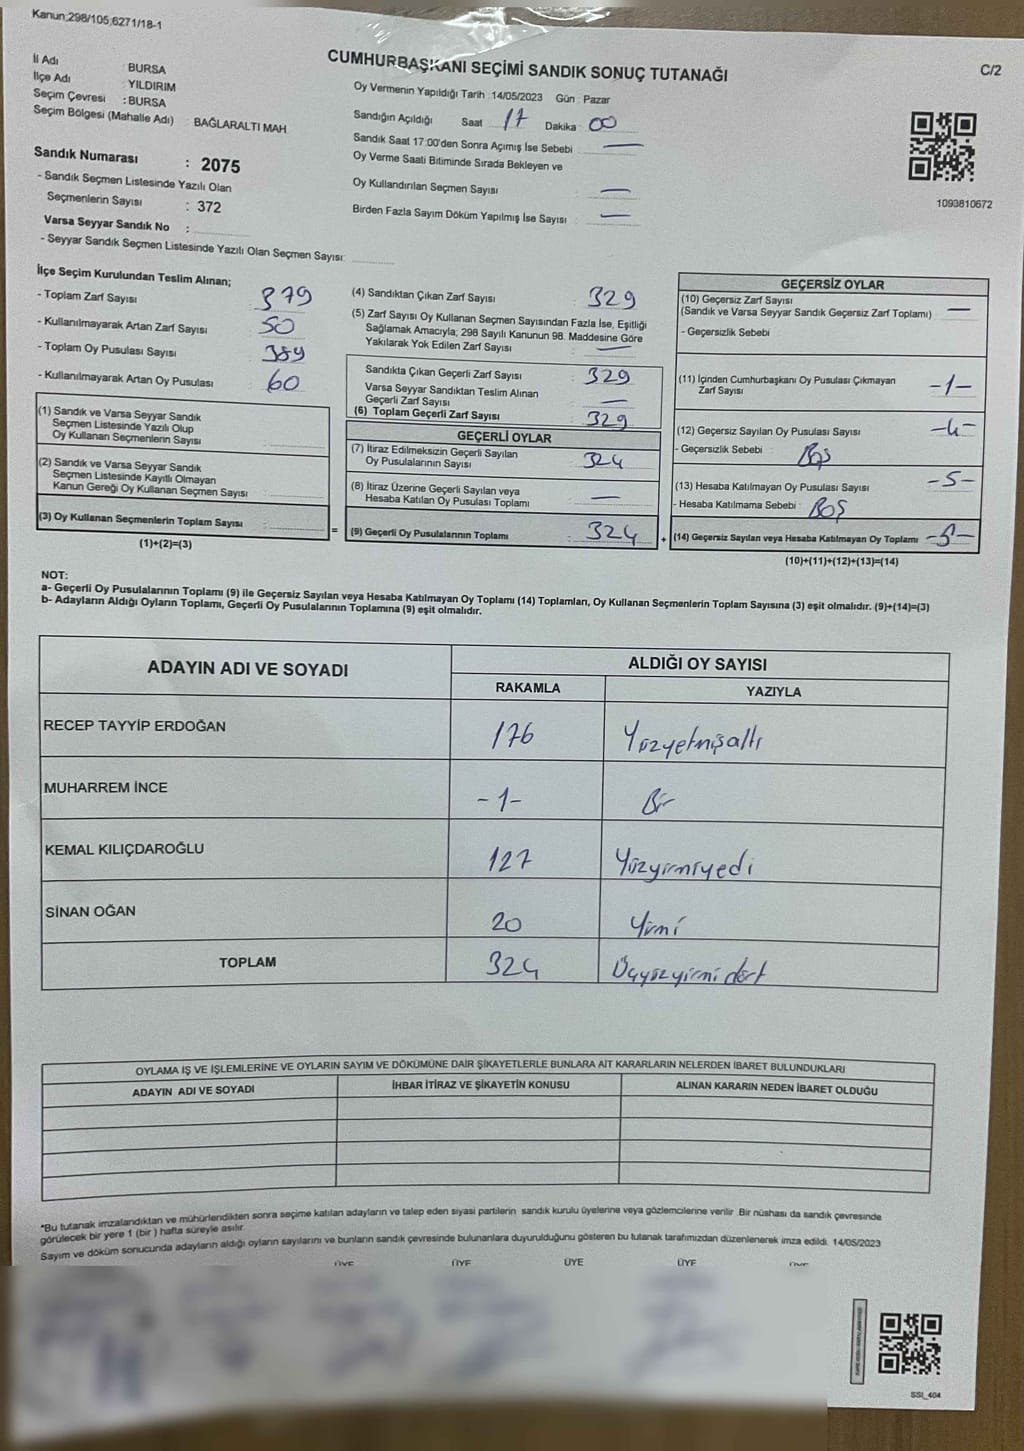 Kanun;298/105;6271/18-1
CUMHURBAŞKANI SEÇİMİ SANDIK SONUÇ TUTANAĞI
C/2
İl Adı BURSA
İlçe Adı YILDIRIM
Seçim Çevresi : BURSA
Seçim Bölgesi (Mahalle Adı) : BAĞLARALTI MAH
Sandık Numarası : 2075
- Sandık Seçmen Listesinde Yazılı Olan
Seçmenlerin Sayısı : 372
Varsa Seyyar Sandık No :
- Seyyar Sandık Seçmen Listesinde Yazılı Olan Seçmen Sayısı:
Oy Vermenin Yapıldığı Tarih :14/05/2023 Gün : Pazar
Sandığın Açıldığı Saat 17 Dakika 00
Sandık Saat 17:00'den Sonra Açımış İse Sebebi : —
Oy Verme Saati Bitiminde Sırada Bekleyen ve
Oy Kullandırılan Seçmen Sayısı : —
Birden Fazla Sayım Döküm Yapılmış İse Sayısı : —
1093810672
İlçe Seçim Kurulundan Teslim Alınan;
- Toplam Zarf Sayısı : 379
- Kullanılmayarak Artan Zarf Sayısı : 50
- Toplam Oy Pusulası Sayısı : 389
- Kullanılmayarak Artan Oy Pusulası : 60
(1) Sandık ve Varsa Seyyar Sandık
Seçmen Listesinde Yazılı Olup
Oy Kullanan Seçmenlerin Sayısı :
(2) Sandık ve Varsa Seyyar Sandık
Seçmen Listesinde Kayıtlı Olmayan
Kanun Gereği Oy Kullanan Seçmen Sayısı :
(3) Oy Kullanan Seçmenlerin Toplam Sayısı :
(1)+(2)=(3)
=
(4) Sandıktan Çıkan Zarf Sayısı : 329
(5) Zarf Sayısı Oy Kullanan Seçmen Sayısından Fazla İse, Eşitliği
Sağlamak Amacıyla; 298 Sayılı Kanunun 98. Maddesine Göre
Yakılarak Yok Edilen Zarf Sayısı : —
Sandıkta Çıkan Geçerli Zarf Sayısı : 329
Varsa Seyyar Sandıktan Teslim Alınan
Geçerli Zarf Sayısı : —
(6) Toplam Geçerli Zarf Sayısı : 329
GEÇERLİ OYLAR
(7) İtiraz Edilmeksizin Geçerli Sayılan
Oy Pusulalarının Sayısı : 324
(8) İtiraz Üzerine Geçerli Sayılan veya
Hesaba Katılan Oy Pusulası Toplamı : —
(9) Geçerli Oy Pusulalarının Toplamı : 324
+
GEÇERSİZ OYLAR
(10) Geçersiz Zarf Sayısı : —
(Sandık ve Varsa Seyyar Sandık Geçersiz Zarf Toplamı)
- Geçersizlik Sebebi :
(11) İçinden Cumhurbaşkanı Oy Pusulası Çıkmayan
Zarf Sayısı : -1-
(12) Geçersiz Sayılan Oy Pusulası Sayısı : -4-
- Geçersizlik Sebebi : Boş
(13) Hesaba Katılmayan Oy Pusulası Sayısı : -5-
- Hesaba Katılmama Sebebi : Boş
(14) Geçersiz Sayılan veya Hesaba Katılmayan Oy Toplamı : -5-
(10)+(11)+(12)+(13)=(14)
NOT:
a- Geçerli Oy Pusulalarının Toplamı (9) ile Geçersiz Sayılan veya Hesaba Katılmayan Oy Toplamı (14) Toplamları, Oy Kullanan Seçmenlerin Toplam Sayısına (3) eşit olmalıdır. (9)+(14)=(3)
b- Adayların Aldığı Oyların Toplamı, Geçerli Oy Pusulalarının Toplamına (9) eşit olmalıdır.
ADAYIN ADI VE SOYADI ALDIĞI OY SAYISI
RAKAMLA YAZIYLA
RECEP TAYYİP ERDOĞAN 176 Yüzyetmişaltı
MUHARREM İNCE -1- Bir
KEMAL KILIÇDAROĞLU 127 Yüzyirmiyedi
SİNAN OĞAN 20 Yirmi
TOPLAM 324 Üçyüzyirmi dört
OYLAMA İŞ VE İŞLEMLERİNE VE OYLARIN SAYIM VE DÖKÜMÜNE DAİR ŞİKAYETLERLE BUNLARA AİT KARARLARIN NELERDEN İBARET BULUNDUKLARI
ADAYIN ADI VE SOYADI İHBAR İTİRAZ VE ŞİKAYETİN KONUSU ALINAN KARARIN NEDEN İBARET OLDUĞU
*Bu tutanak imzalandıktan ve mühürlendikten sonra seçime katılan adayların ve talep eden siyasi partilerin sandık kurulu üyelerine veya gözlemcilerine verilir. Bir nüshası da sandık çevresinde
görülecek bir yere 1 (bir) hafta süreyle asılır.
Sayım ve döküm sonucunda adayların aldığı oyların sayılarını ve bunların sandık çevresinde bulunanlara duyurulduğunu gösteren bu tutanak tarafımızdan düzenlenerek imza edildi. 14/05/2023
ÜYE ÜYE ÜYE ÜYE ÜYE
SSI_404